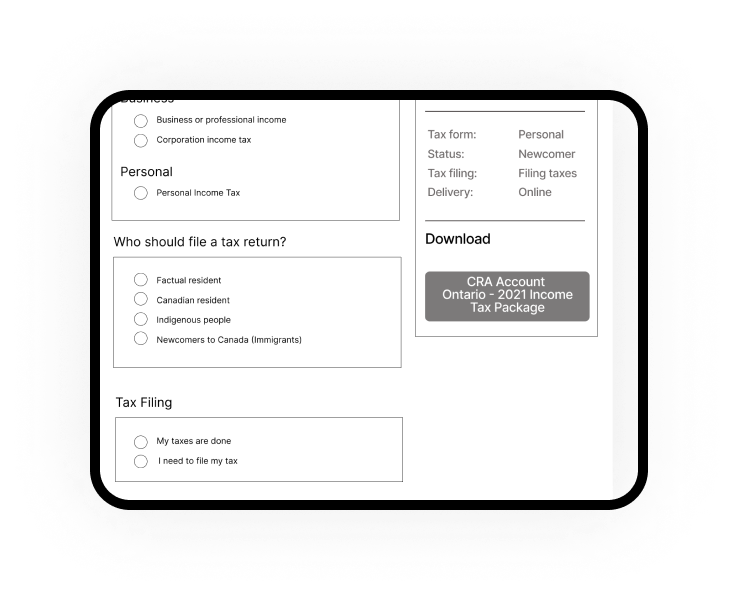 Business
Business or professional income
Corporation income tax
Personal
Personal Income Tax
Who should file a tax return?
Factual resident
Canadian resident
Indigenous people
Newcomers to Canada (Immigrants)
Tax Filing
My taxes are done
I need to file my tax
Tax form: Personal
Status: Newcomer
Tax filing: Filing taxes
Delivery: Online
Download
CRA Account
Ontario - 2021 Income
Tax Package